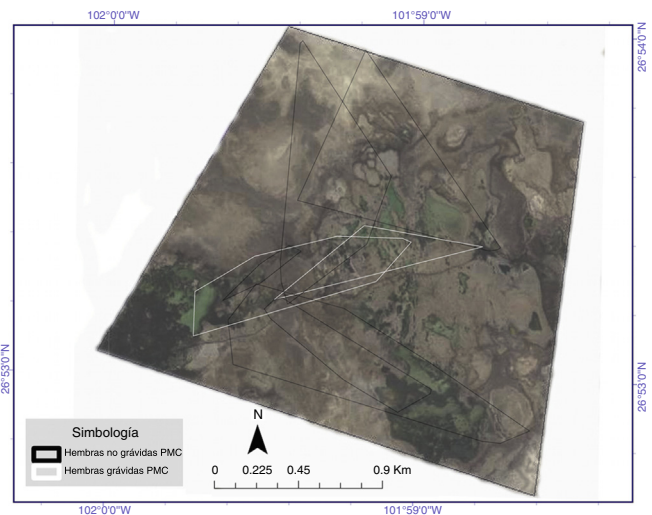 102°0'0"W 101°59'0"W
26°54'0"N
26°53'0"N
26°53'0"N
Simbología
Hembras no grávidas PMC
Hembras grávidas PMC
N
0 0.225 0.45 0.9 Km
102°0'0"W 101°59'0"W